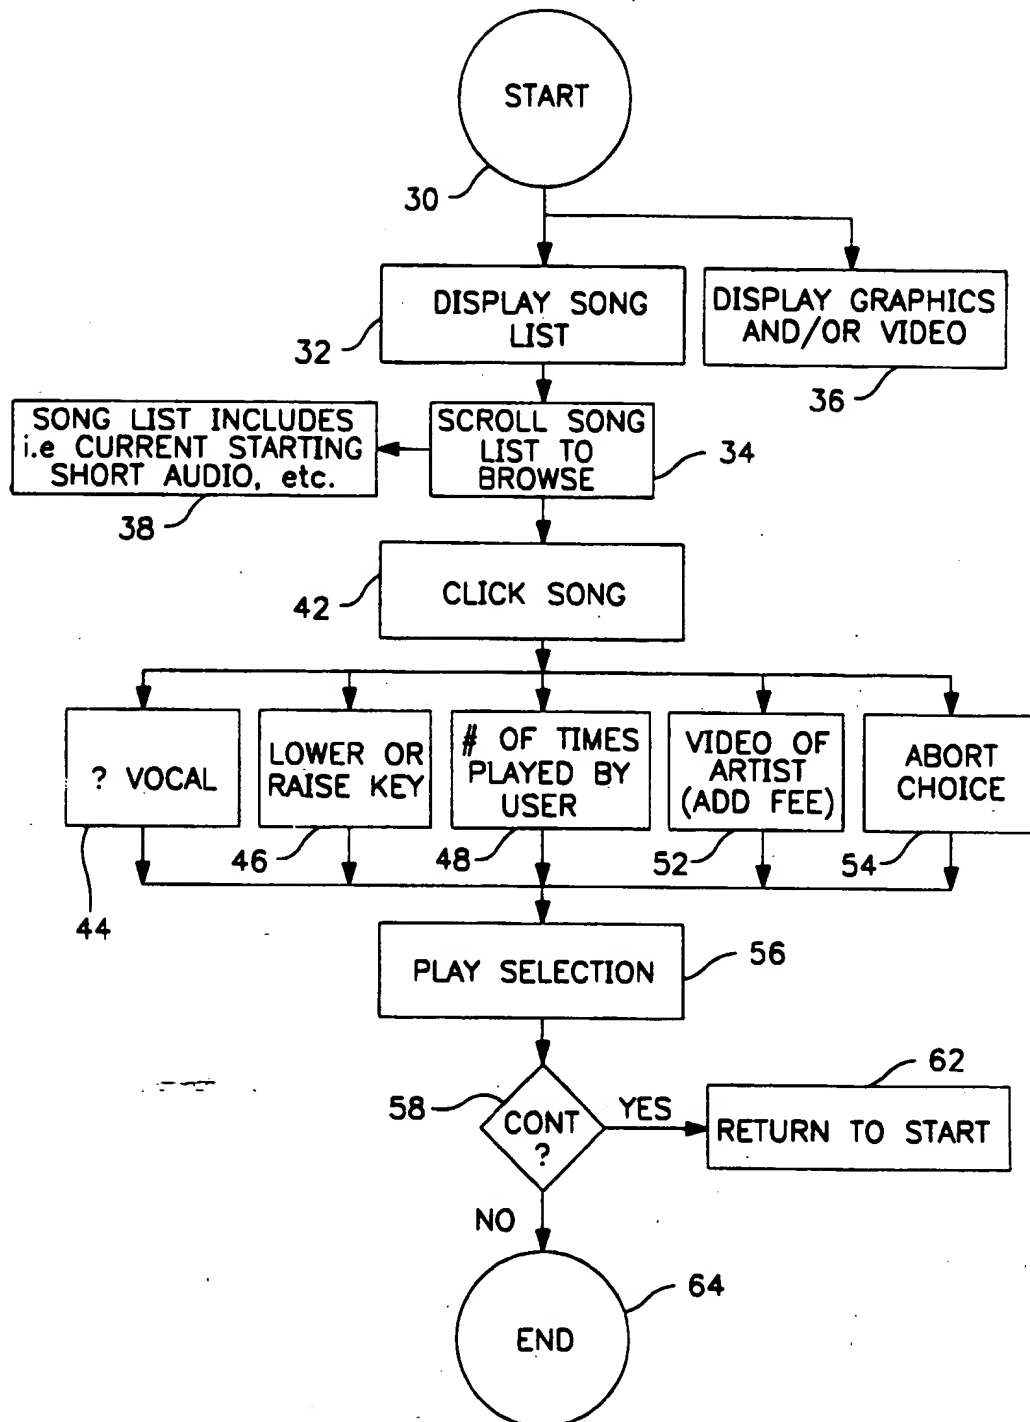 START
30
DISPLAY SONG
LIST
32
DISPLAY GRAPHICS
AND/OR VIDEO
36
SONG LIST INCLUDES
i.e CURRENT STARTING
SHORT AUDIO, etc.
38
SCROLL SONG
LIST TO
BROWSE
34
CLICK SONG
42
? VOCAL
44
LOWER OR
RAISE KEY
46
# OF TIMES
PLAYED BY
USER
48
VIDEO OF
ARTIST
(ADD FEE)
52
ABORT
CHOICE
54
PLAY SELECTION
56
58
CONT
?
YES
62
RETURN TO START
NO
64
END